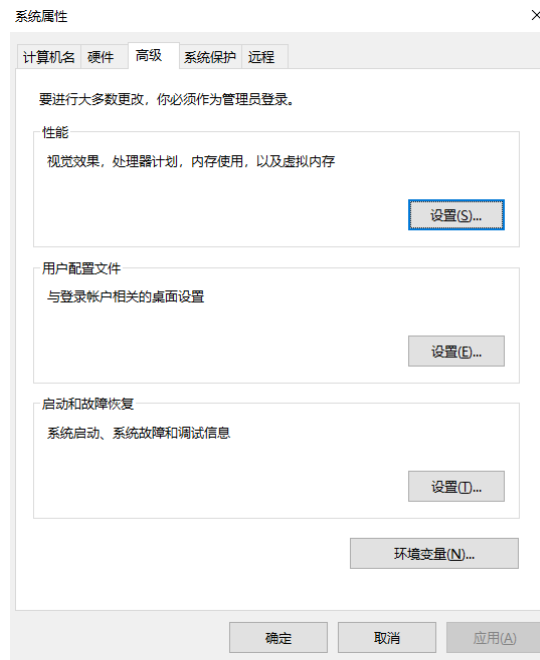 系统属性
计算机名 硬件 高级 系统保护 远程
要进行大多数更改，你必须作为管理员登录。
性能
视觉效果，处理器计划，内存使用，以及虚拟内存
设置(S)...
用户配置文件
与登录帐户相关的桌面设置
设置(E)...
启动和故障恢复
系统启动、系统故障和调试信息
设置(T)...
环境变量(N)...
确定 取消 应用(A)